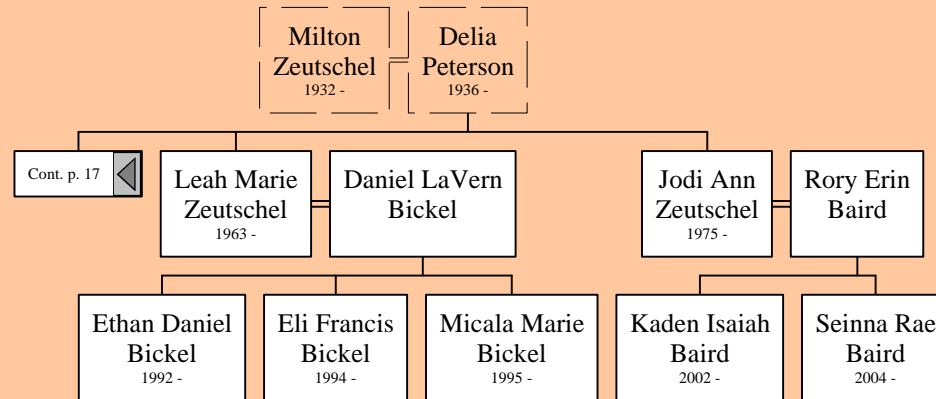 Milton
Zeutschel
1932 -
Delia
Peterson
1936 -
Cont. p. 17
Leah Marie
Zeutschel
1963 -
Daniel LaVern
Bickel
Jodi Ann
Zeutschel
1975 -
Rory Erin
Baird
Ethan Daniel
Bickel
1992 -
Eli Francis
Bickel
1994 -
Micala Marie
Bickel
1995 -
Kaden Isaiah
Baird
2002 -
Seinna Rae
Baird
2004 -